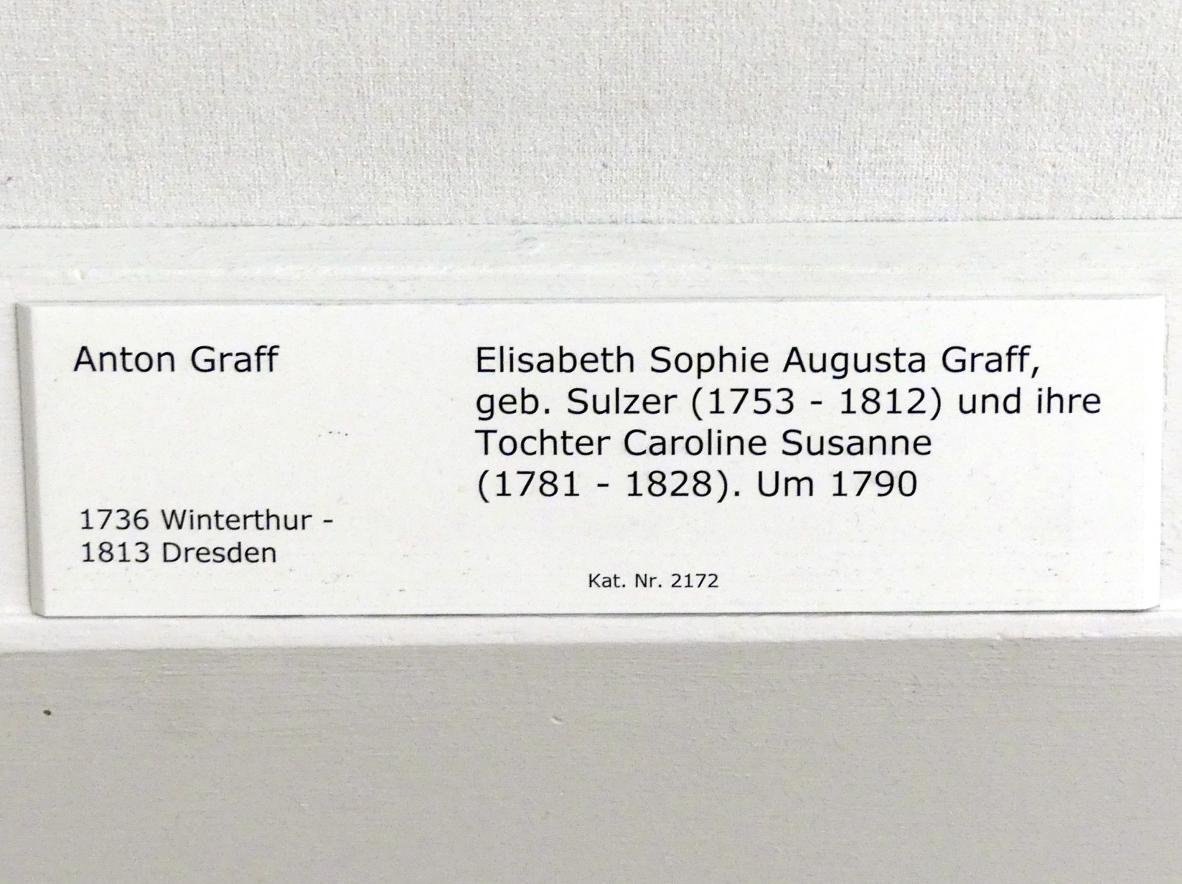 Anton Graff
1736 Winterthur -
1813 Dresden
Elisabeth Sophie Augusta Graff,
geb. Sulzer (1753 - 1812) und ihre
Tochter Caroline Susanne
(1781 - 1828). Um 1790
Kat. Nr. 2172